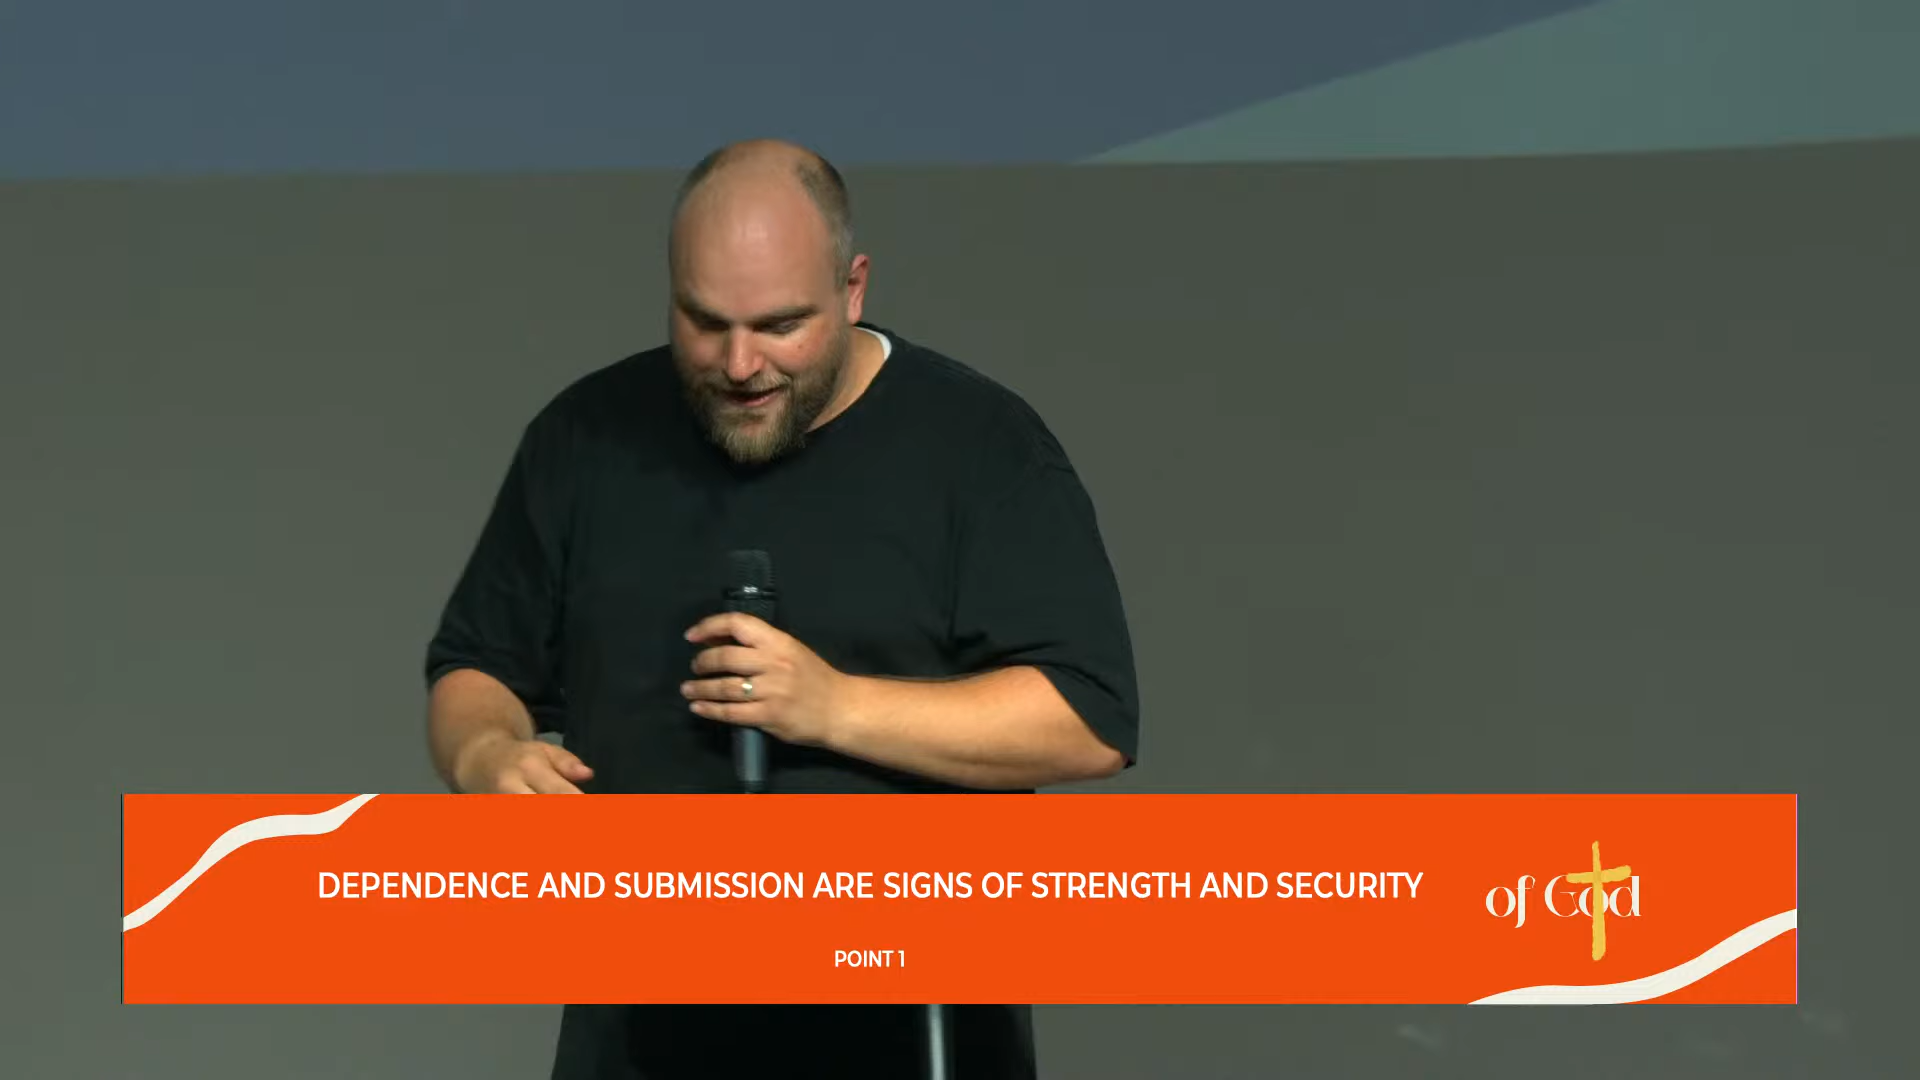 DEPENDENCE AND SUBMISSION ARE SIGNS OF STRENGTH AND SECURITY
of God
POINT 1